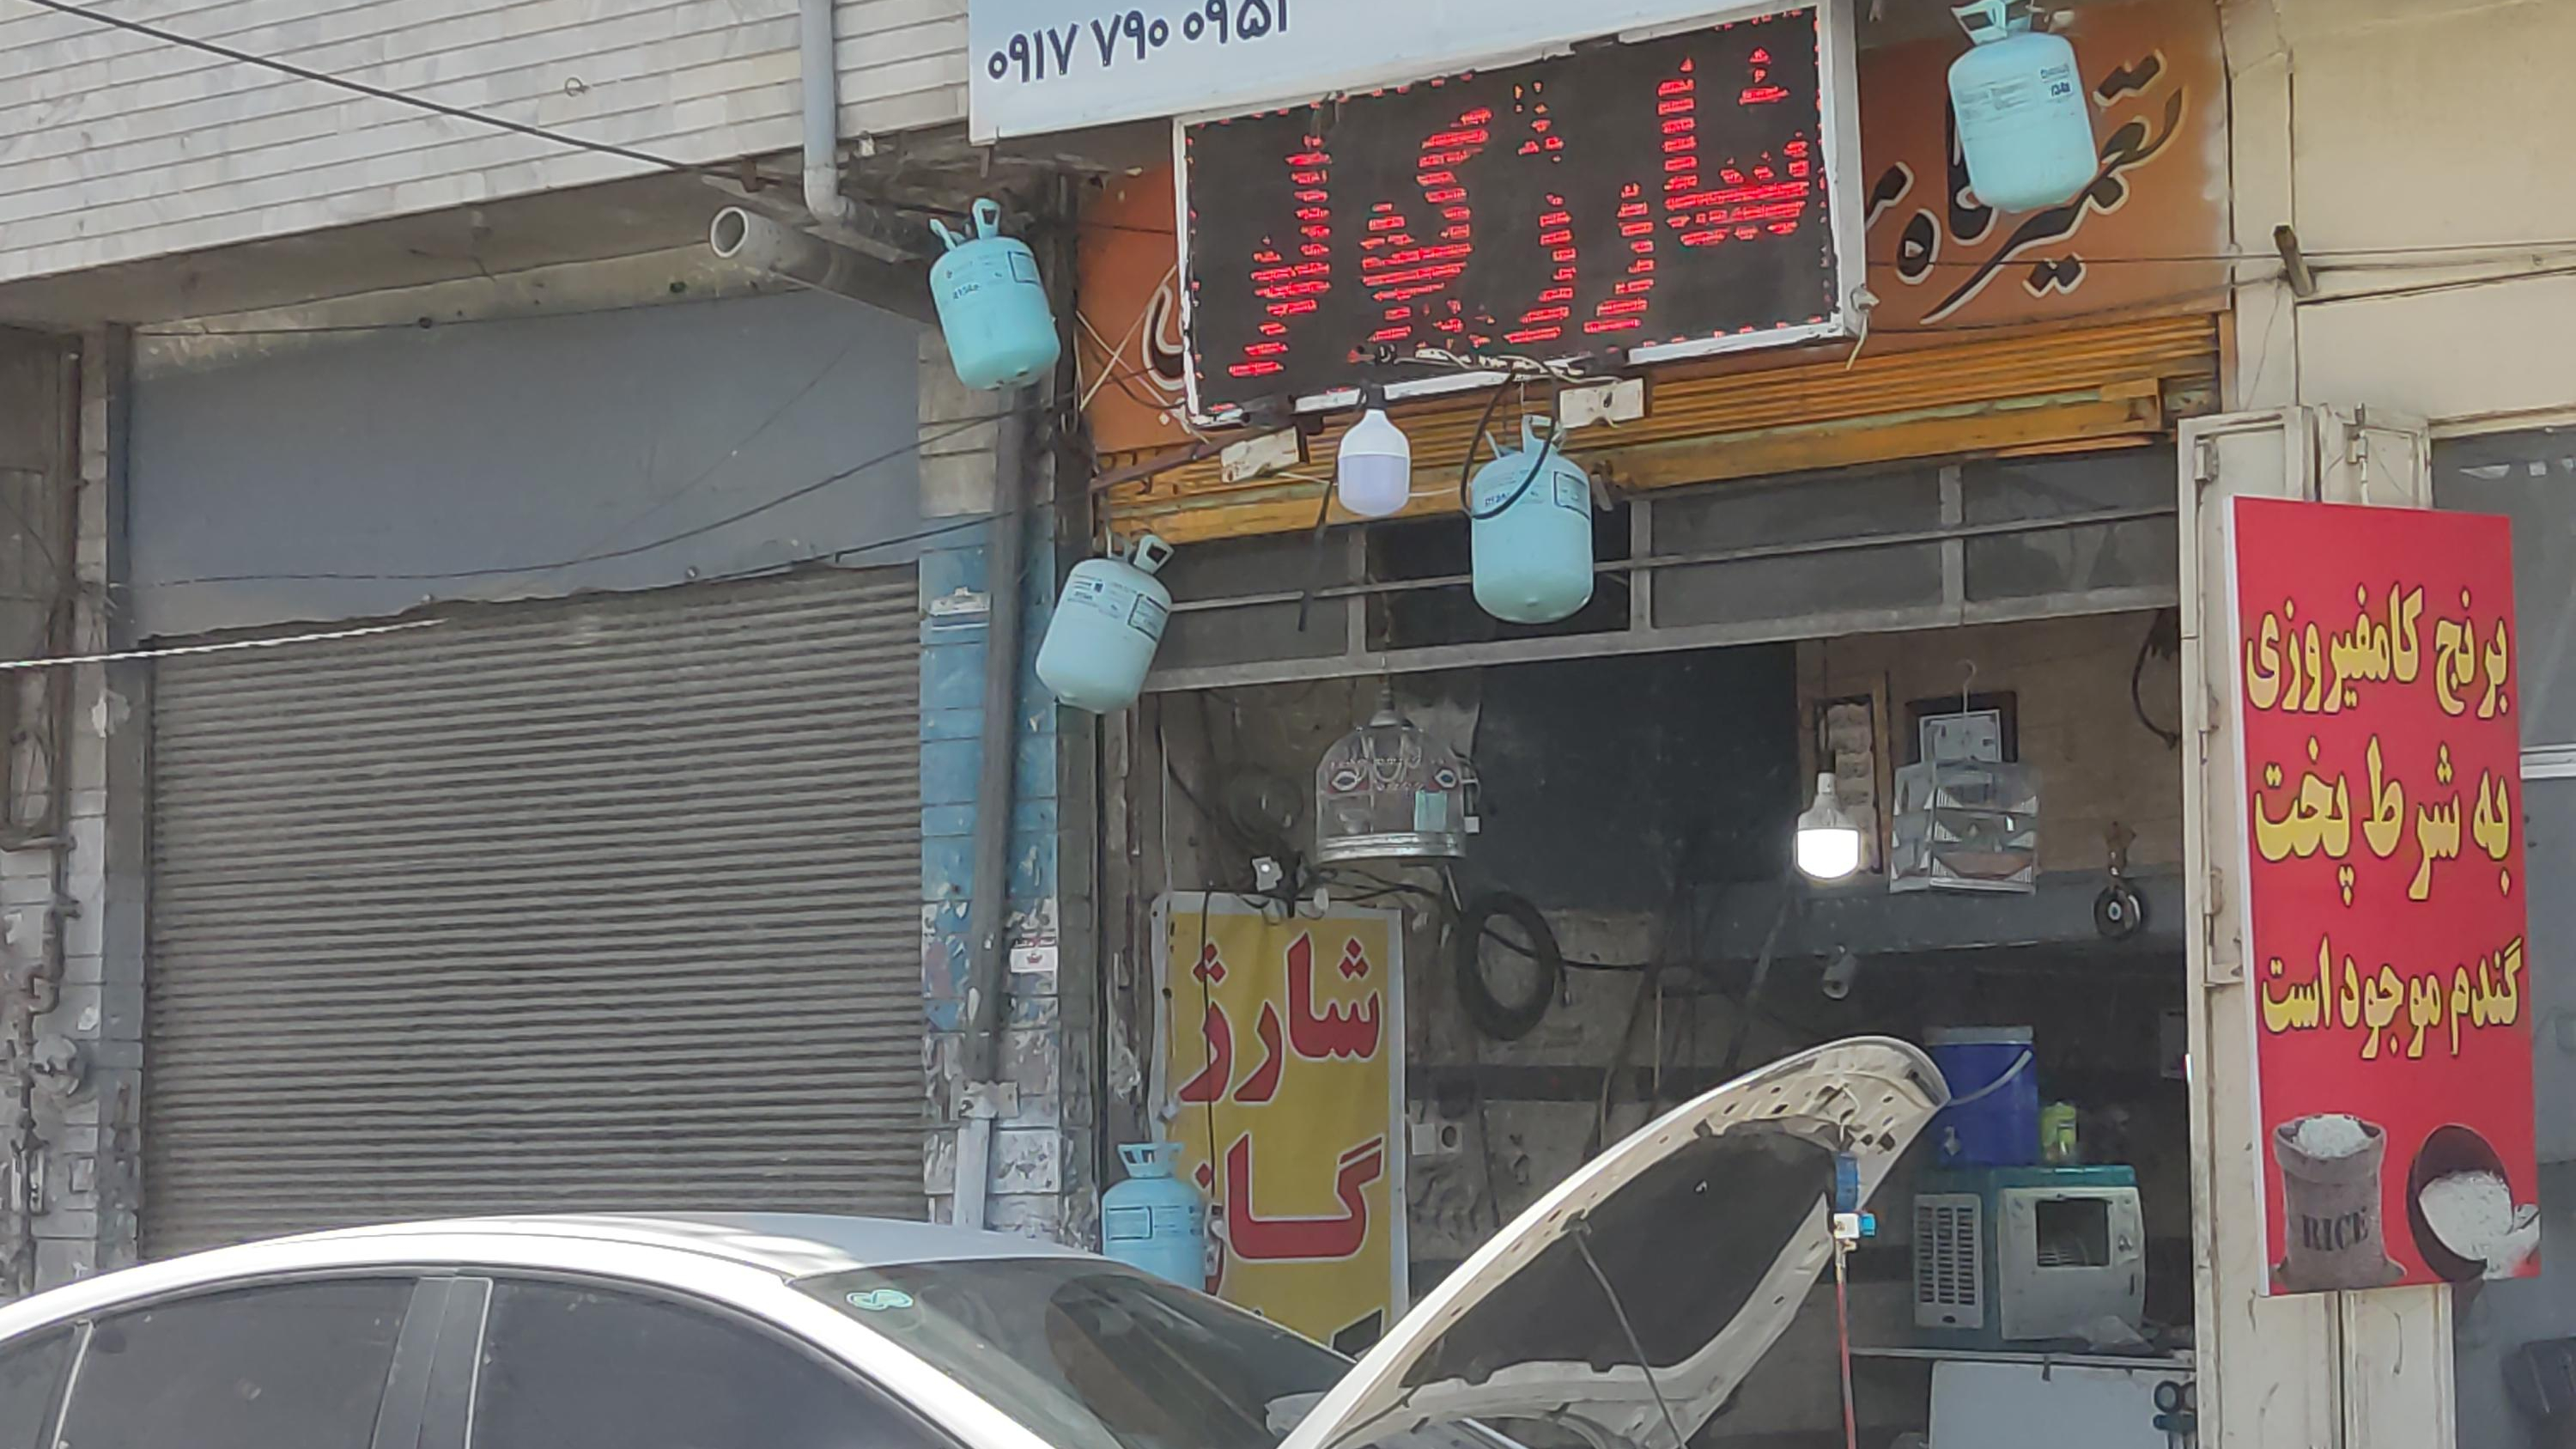 ۰۹۱۷ ۷۹۰ ۰۹۵۱
تعمیرگاه
شارژ کولر
شارژ
گاز
برنج کامفیروزی
به شرط پخت
گندم موجود است
RICE